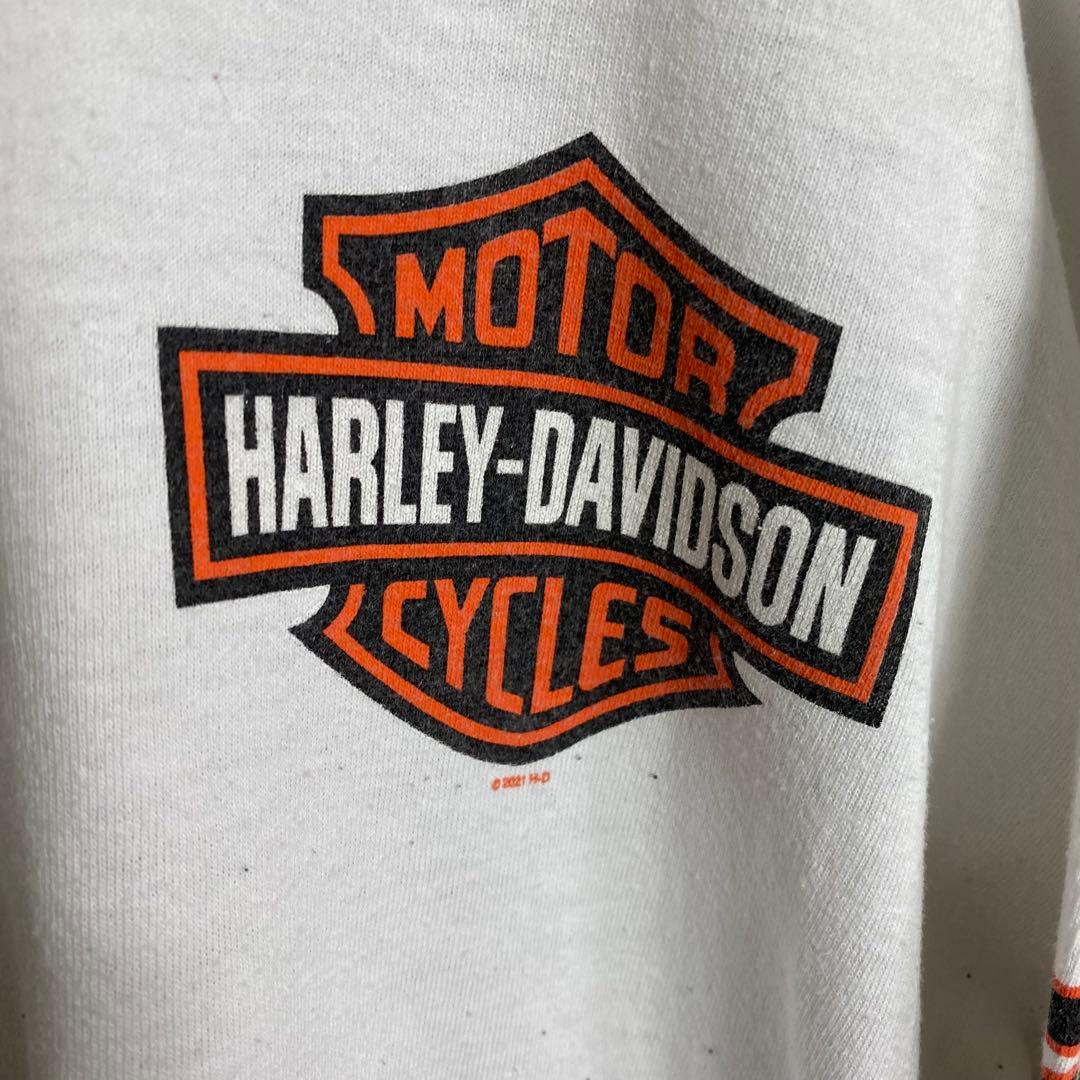 MOTOR
HARLEY-DAVIDSON
CYCLES
© 2021 H-D